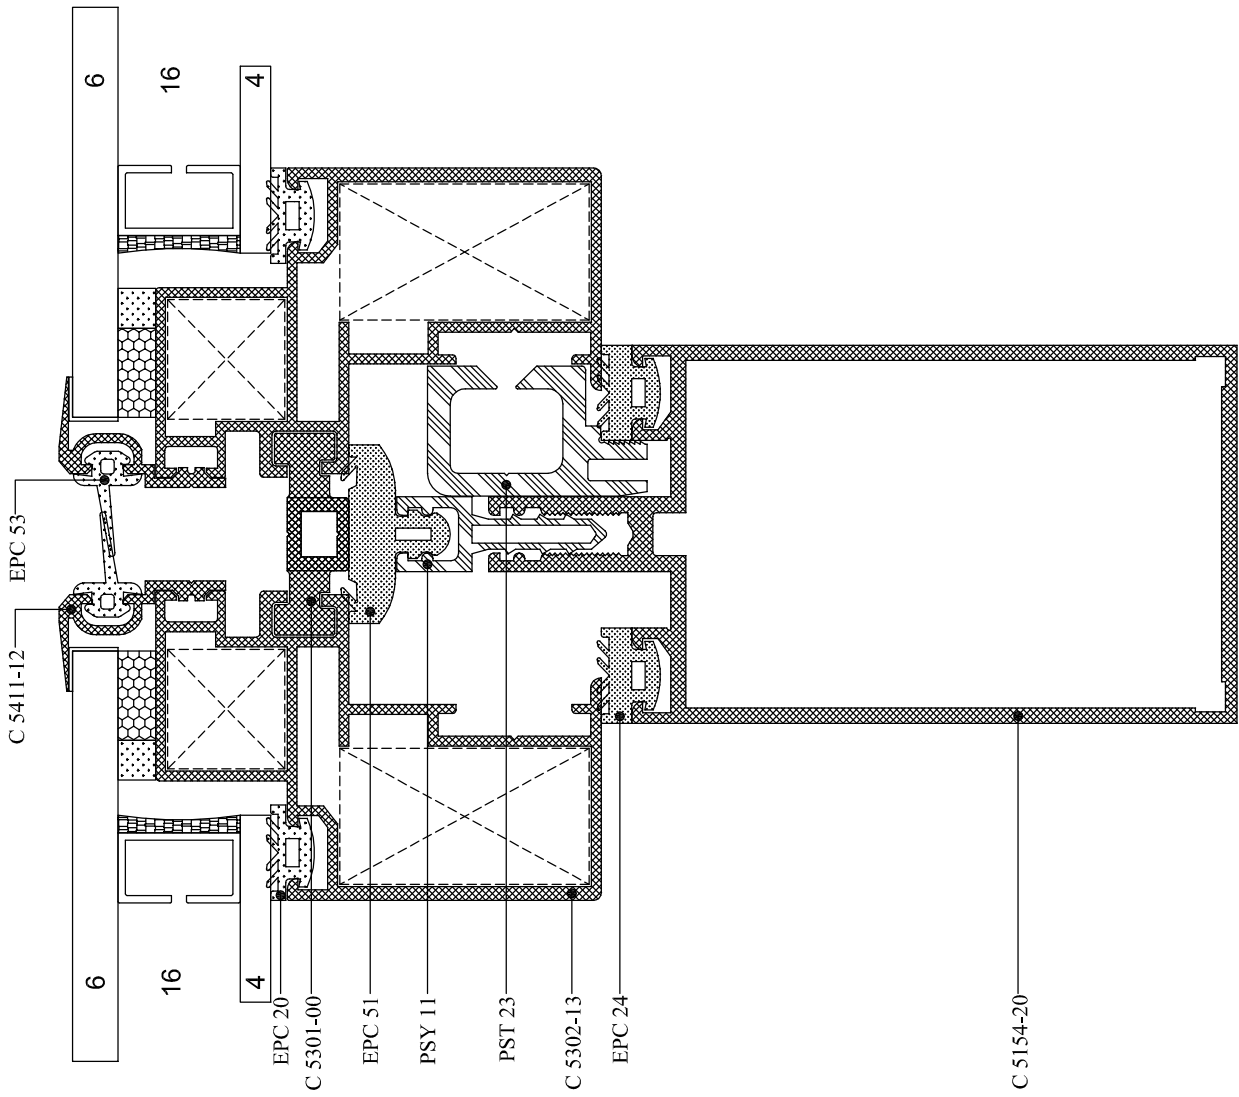 6
16
4
EPC 53
C 5411-12
6
16
4
EPC 20
C 5301-00
EPC 51
PSY 11
PST 23
C 5302-13
EPC 24
C 5154-20